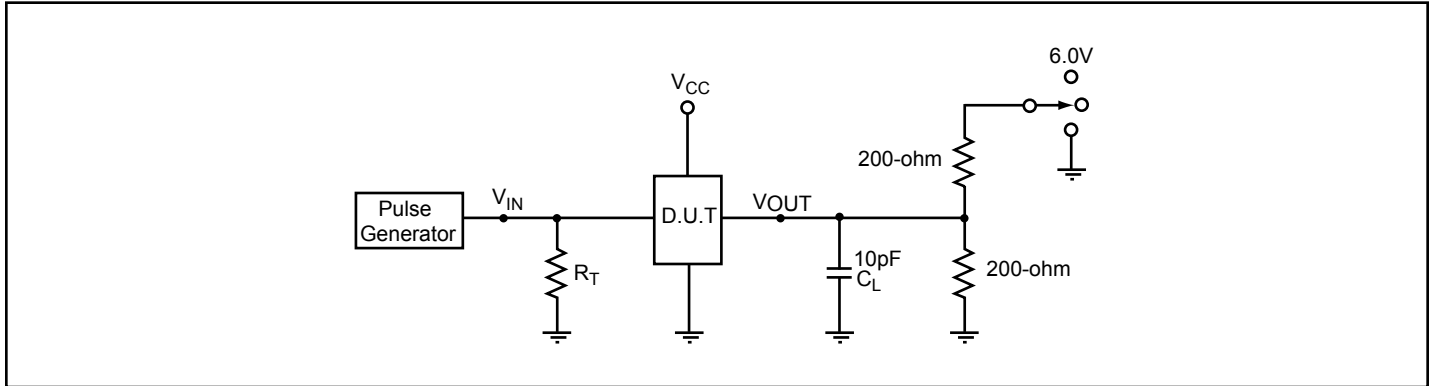 6.0V
VCC
200-ohm
VIN
Pulse
Generator
D.U.T
VOUT
10pF
CL
200-ohm
RT